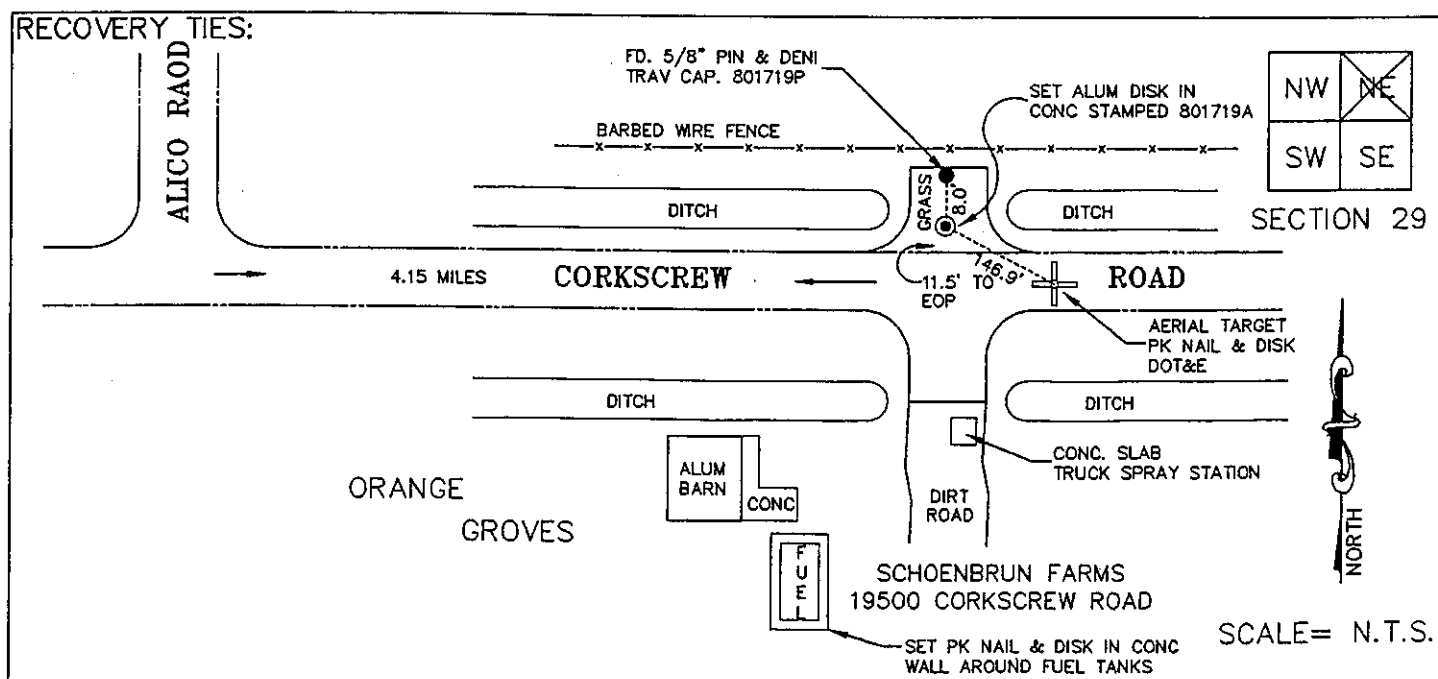 RECOVERY TIES:
ALICO RAOD
FD. 5/8" PIN & DENI
TRAV CAP. 801719P
SET ALUM DISK IN
CONC STAMPED 801719A
NW NE
SW SE
SECTION 29
BARBED WIRE FENCE
x x x x x x x x x x x x x
DITCH
GRASS
8.0'
DITCH
4.15 MILES
CORKSCREW
146.9'
ROAD
11.5' TO
EOP
AERIAL TARGET
PK NAIL & DISK
DOT&E
DITCH
DITCH
CONC. SLAB
TRUCK SPRAY STATION
ALUM
BARN
CONC
DIRT
ROAD
ORANGE
GROVES
FUEL
SCHOENBRUN FARMS
19500 CORKSCREW ROAD
SET PK NAIL & DISK IN CONC
WALL AROUND FUEL TANKS
NORTH
SCALE= N.T.S.